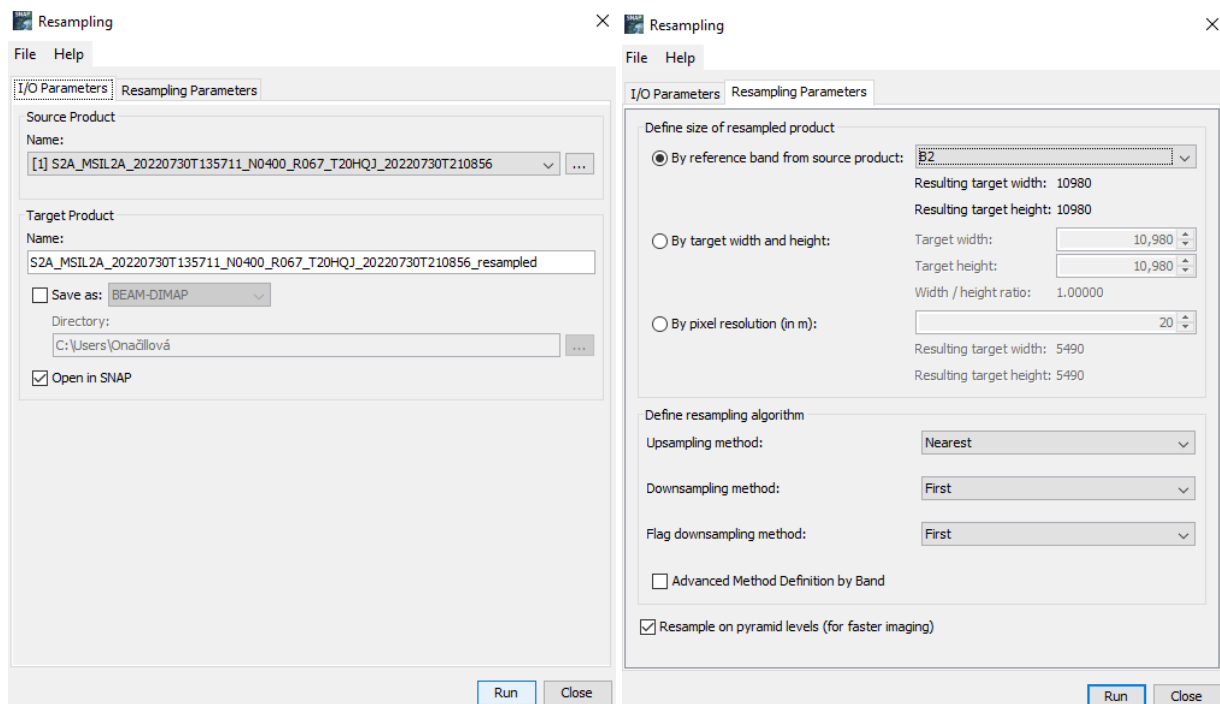 SNAP Resampling
File Help
I/O Parameters Resampling Parameters
Source Product
Name:
[1] S2A_MSIL2A_20220730T135711_N0400_R067_T20HQJ_20220730T210856 ...
Target Product
Name:
S2A_MSIL2A_20220730T135711_N0400_R067_T20HQJ_20220730T210856_resampled
Save as: BEAM-DIMAP
Directory:
C:\Users\Onačillová ...
Open in SNAP
Run Close
SNAP Resampling
File Help
I/O Parameters Resampling Parameters
Define size of resampled product
By reference band from source product: B2
Resulting target width: 10980
Resulting target height: 10980
By target width and height: Target width: 10,980
Target height: 10,980
Width / height ratio: 1.00000
By pixel resolution (in m): 20
Resulting target width: 5490
Resulting target height: 5490
Define resampling algorithm
Upsampling method: Nearest
Downsampling method: First
Flag downsampling method: First
Advanced Method Definition by Band
Resample on pyramid levels (for faster imaging)
Run Close